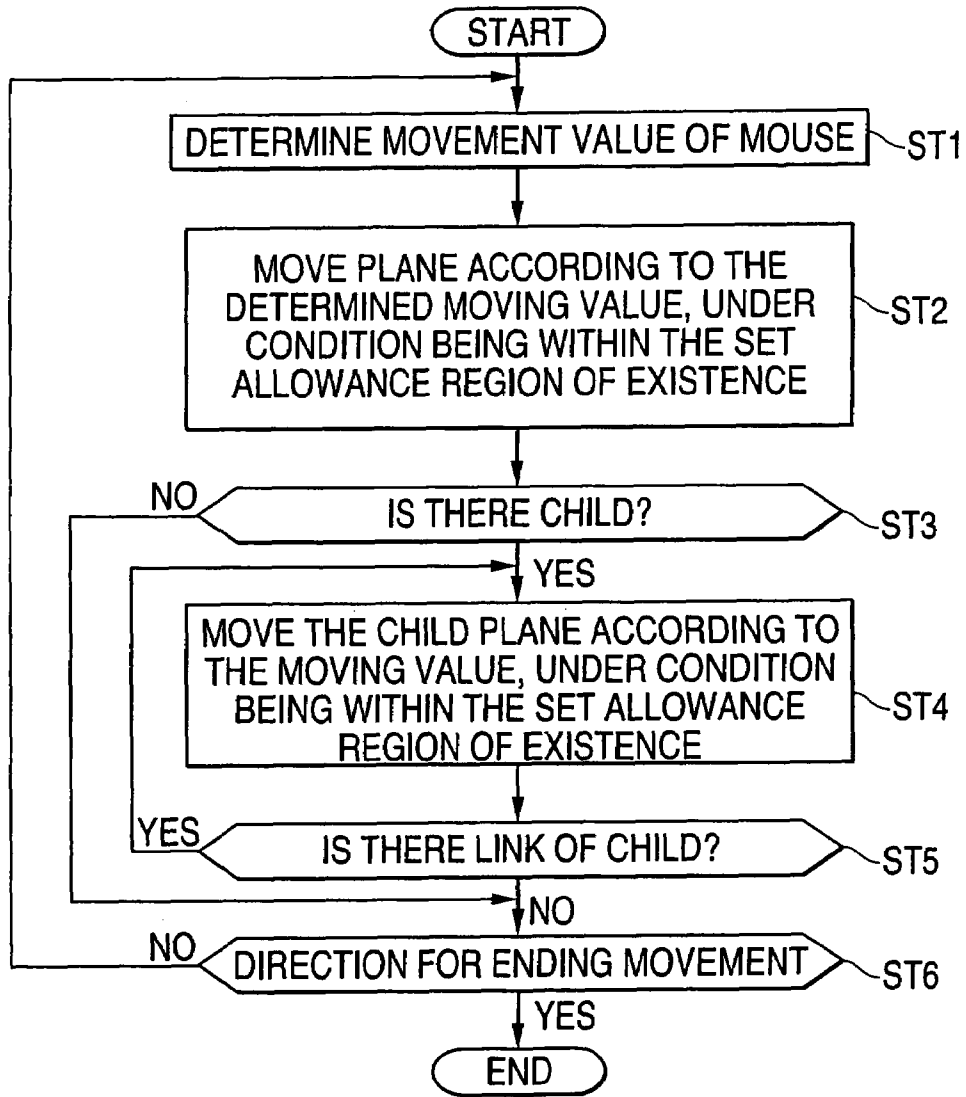 START
DETERMINE MOVEMENT VALUE OF MOUSE
ST1
MOVE PLANE ACCORDING TO THE
DETERMINED MOVING VALUE, UNDER
CONDITION BEING WITHIN THE SET
ALLOWANCE REGION OF EXISTENCE
ST2
NO
IS THERE CHILD?
ST3
YES
MOVE THE CHILD PLANE ACCORDING TO
THE MOVING VALUE, UNDER CONDITION
BEING WITHIN THE SET ALLOWANCE
REGION OF EXISTENCE
ST4
YES
IS THERE LINK OF CHILD?
ST5
NO
NO
DIRECTION FOR ENDING MOVEMENT
ST6
YES
END